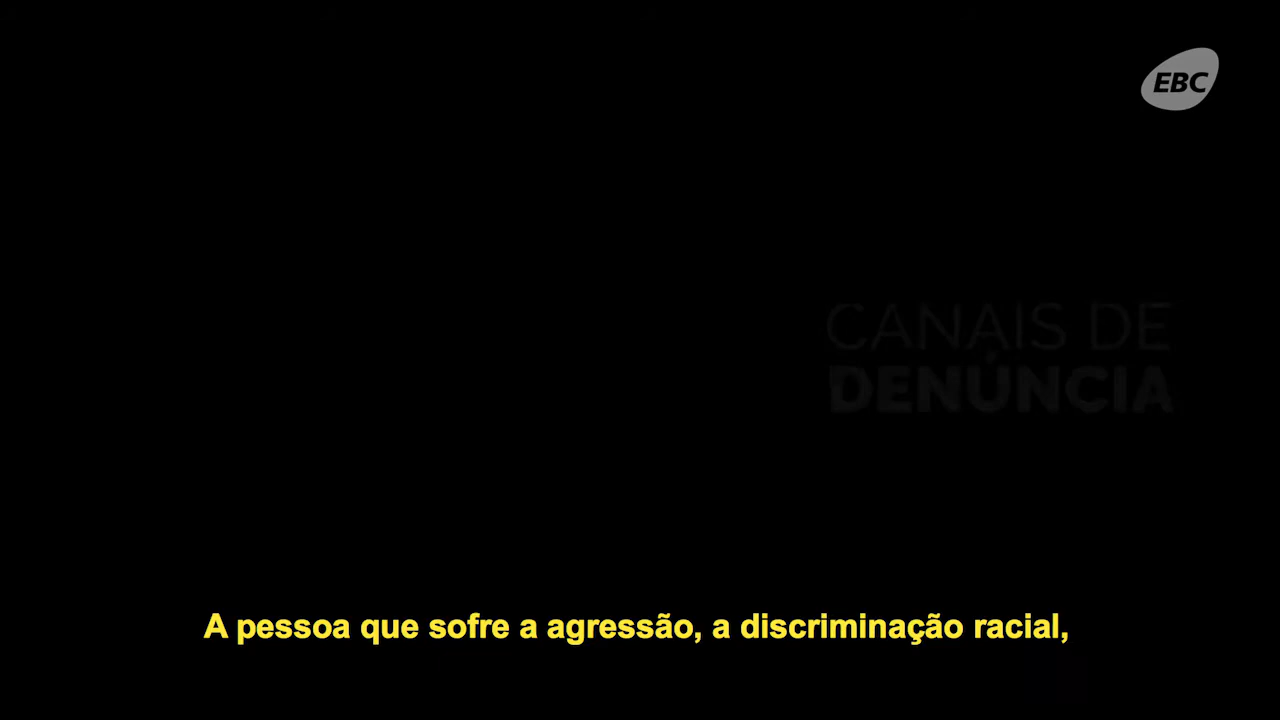 EBC
CANAIS DE
DENÚNCIA
A pessoa que sofre a agressão, a discriminação racial,